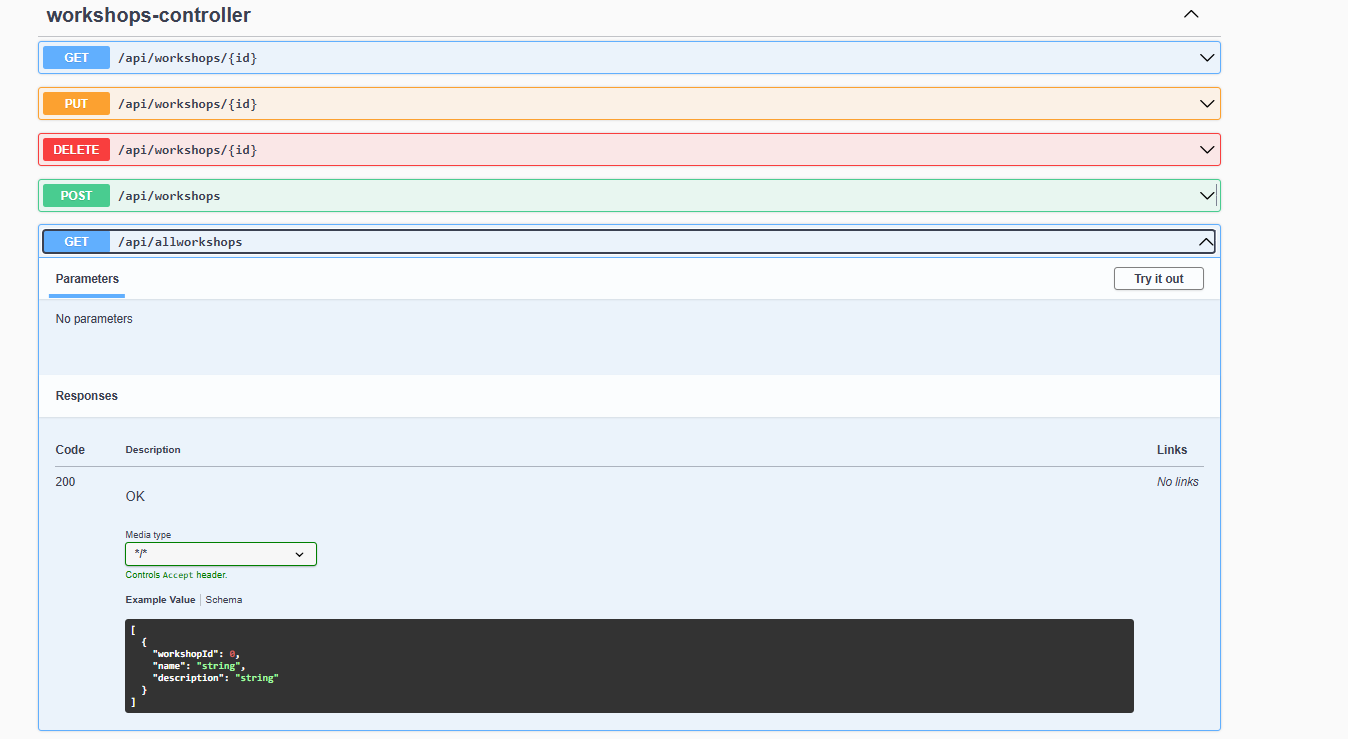 workshops-controller
GET /api/workshops/{id}
PUT /api/workshops/{id}
DELETE /api/workshops/{id}
POST /api/workshops
GET /api/allworkshops
Parameters Try it out
No parameters
Responses
Code Description Links
200 No links
OK
Media type
*/*
Controls Accept header.
Example Value Schema
[
{
"workshopId": 0,
"name": "string",
"description": "string"
}
]